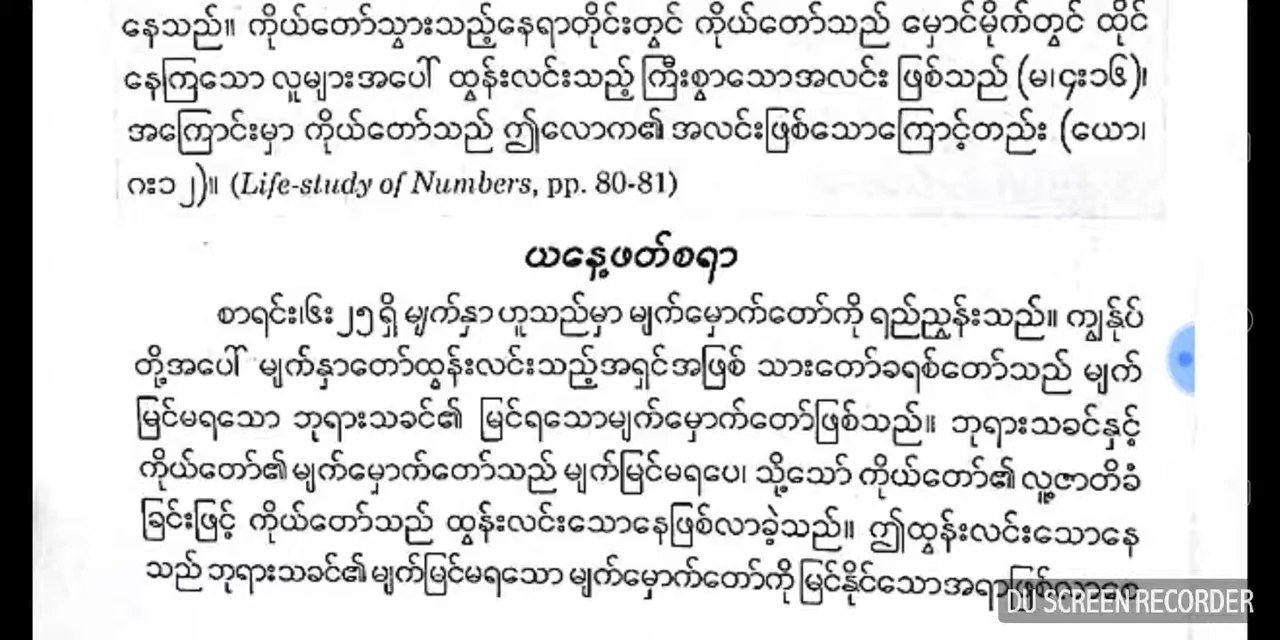 နေသည်။ ကိုယ်တော်သွားသည့်နေရာတိုင်းတွင် ကိုယ်တော်သည် မှောင်မိုက်တွင် ထိုင်
နေကြသော လူများအပေါ် ထွန်းလင်းသည့် ကြီးစွာသောအလင်း ဖြစ်သည် (မ၊၄း၁၆)၊
အကြောင်းမှာ ကိုယ်တော်သည် ဤလောက၏ အလင်းဖြစ်သောကြောင့်တည်း (ယော၊
ဂး၁၂)။ (Life-study of Numbers, pp. 80-81)
ယနေ့ဖတ်စရာ
စာရင်း၊၆း၂၅ ရှိ မျက်နှာ ဟူသည်မှာ မျက်မှောက်တော်ကို ရည်ညွှန်းသည်။ ကျွန်ုပ်
တို့အပေါ် မျက်နှာတော်ထွန်းလင်းသည့်အရှင်အဖြစ် သားတော်ခရစ်တော်သည် မျက်
မြင်မရသော ဘုရားသခင်၏ မြင်ရသောမျက်မှောက်တော်ဖြစ်သည်။ ဘုရားသခင်နှင့်
ကိုယ်တော်၏ မျက်မှောက်တော်သည် မျက်မြင်မရပေ၊ သို့သော် ကိုယ်တော်၏ လူ့ဇာတိခံ
ခြင်းဖြင့် ကိုယ်တော်သည် ထွန်းလင်းသောနေဖြစ်လာခဲ့သည်။ ဤထွန်းလင်းသောနေ
သည် ဘုရားသခင်၏ မျက်မြင်မရသော မျက်မှောက်တော်ကို မြင်နိုင်သောအရာဖြစ်လာစေ
DU SCREEN RECORDER